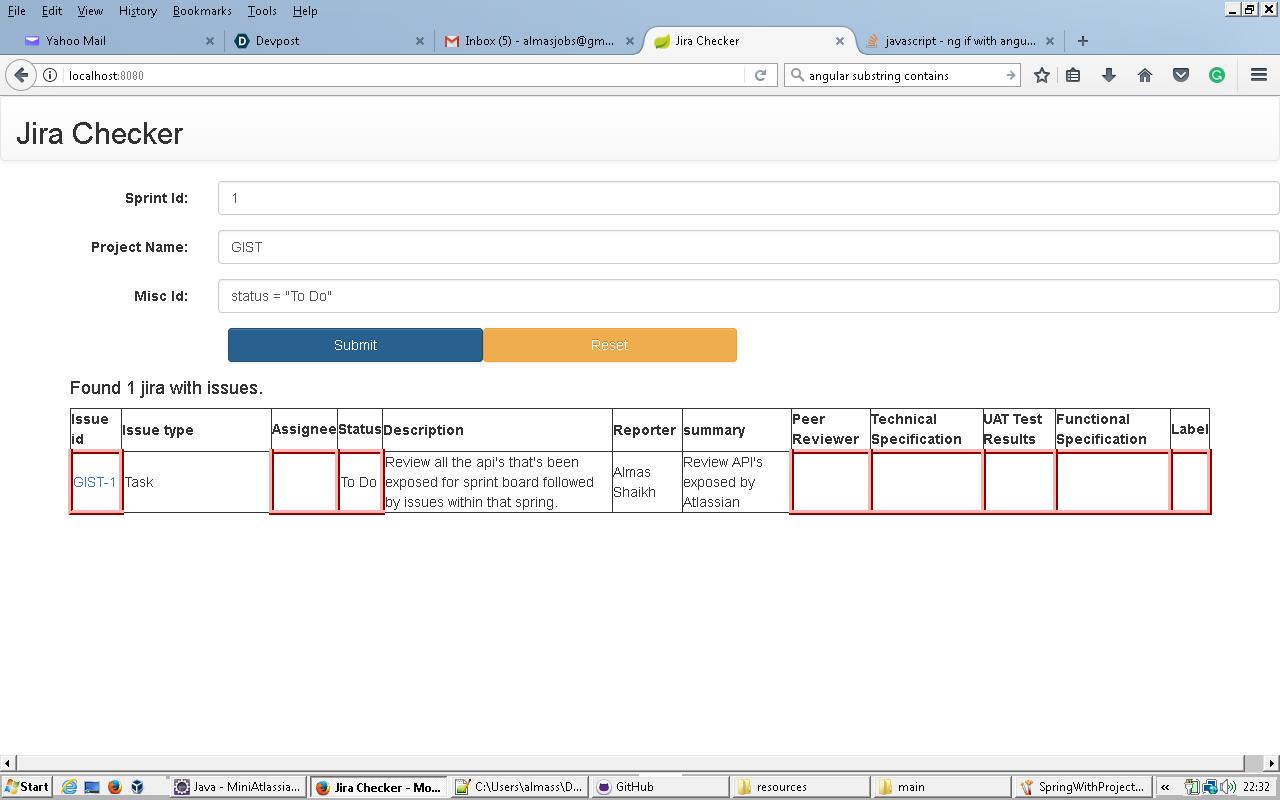 File Edit View History Bookmarks Tools Help
Yahoo Mail Devpost Inbox (5) - almasjobs@gm... Jira Checker javascript - ng if with angu...
localhost:8080 angular substring contains
Jira Checker
Sprint Id: 1
Project Name: GIST
Misc Id: status = "To Do"
Submit Reset
Found 1 jira with issues.
Issue id Issue type Assignee Status Description Reporter summary Peer Reviewer Technical Specification UAT Test Results Functional Specification Label
GIST-1 Task To Do Review all the api's that's been exposed for sprint board followed by issues within that spring. Almas Shaikh Review API's exposed by Atlassian
Start Java - MiniAtlassia... Jira Checker - Mo... C:\Users\almass\D... GitHub resources main SpringWithProject... « 22:32